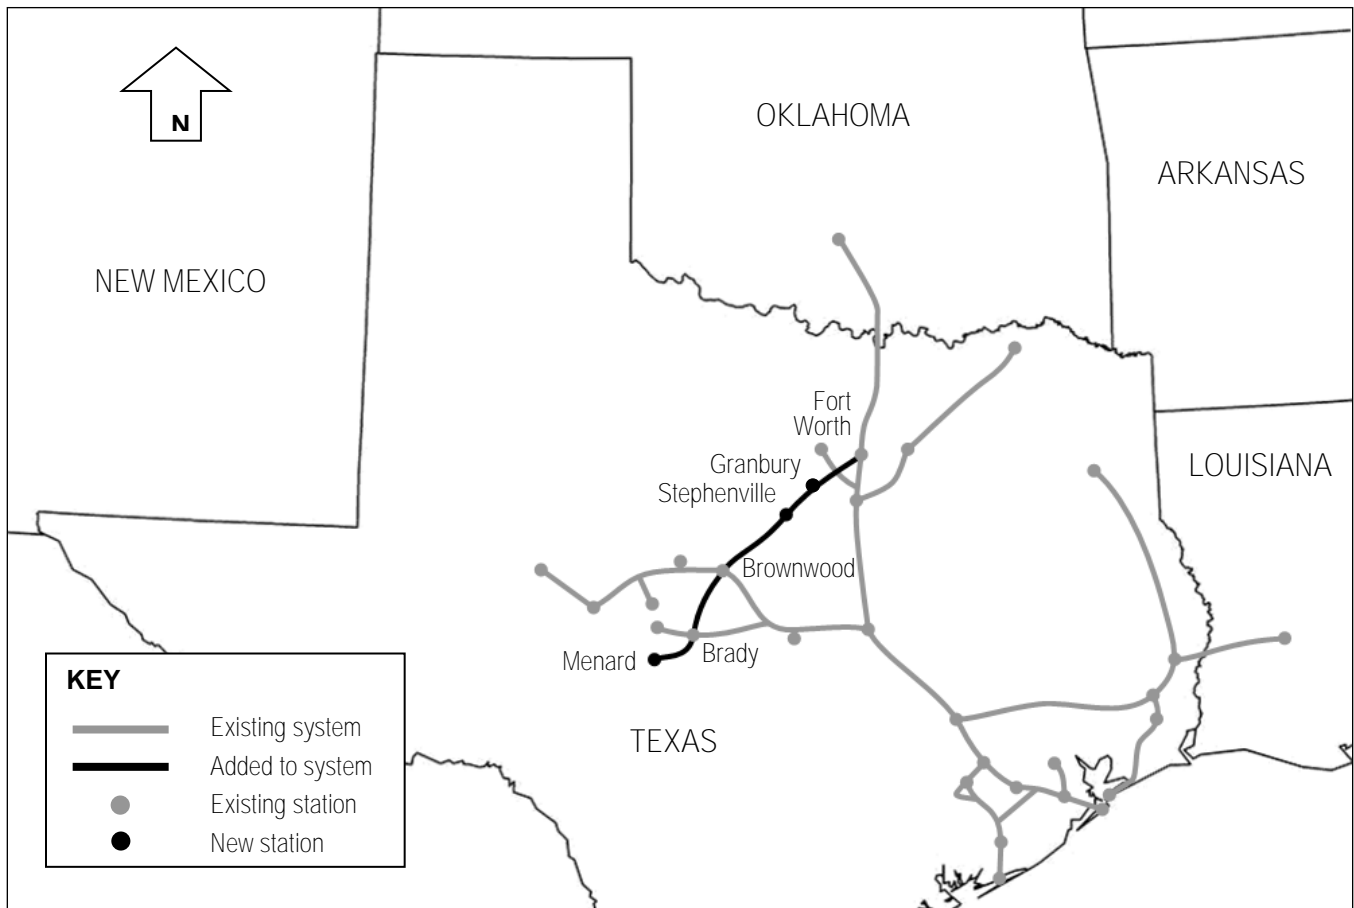 N
OKLAHOMA
ARKANSAS
NEW MEXICO
Fort
Worth
Granbury
Stephenville
LOUISIANA
Brownwood
Brady
Menard
TEXAS
KEY
Existing system
Added to system
Existing station
New station